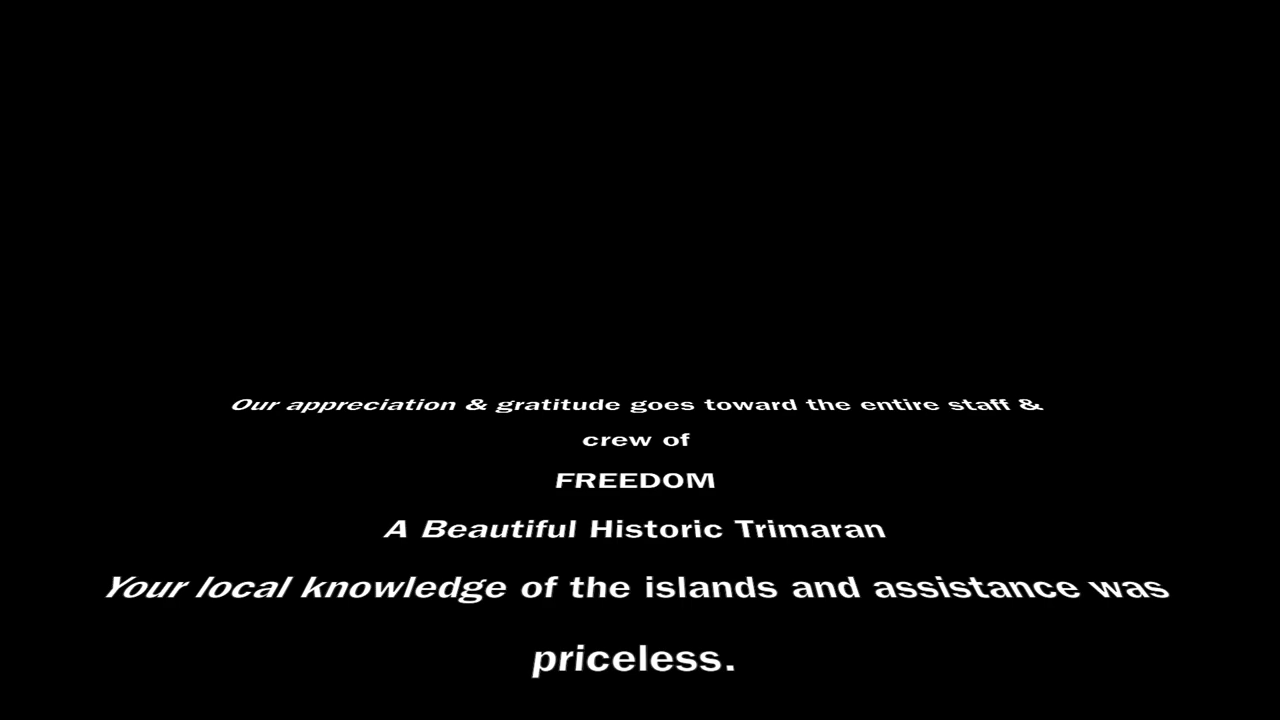 Our appreciation & gratitude goes toward the entire staff &
crew of
FREEDOM
A Beautiful Historic Trimaran
Your local knowledge of the islands and assistance was
priceless.